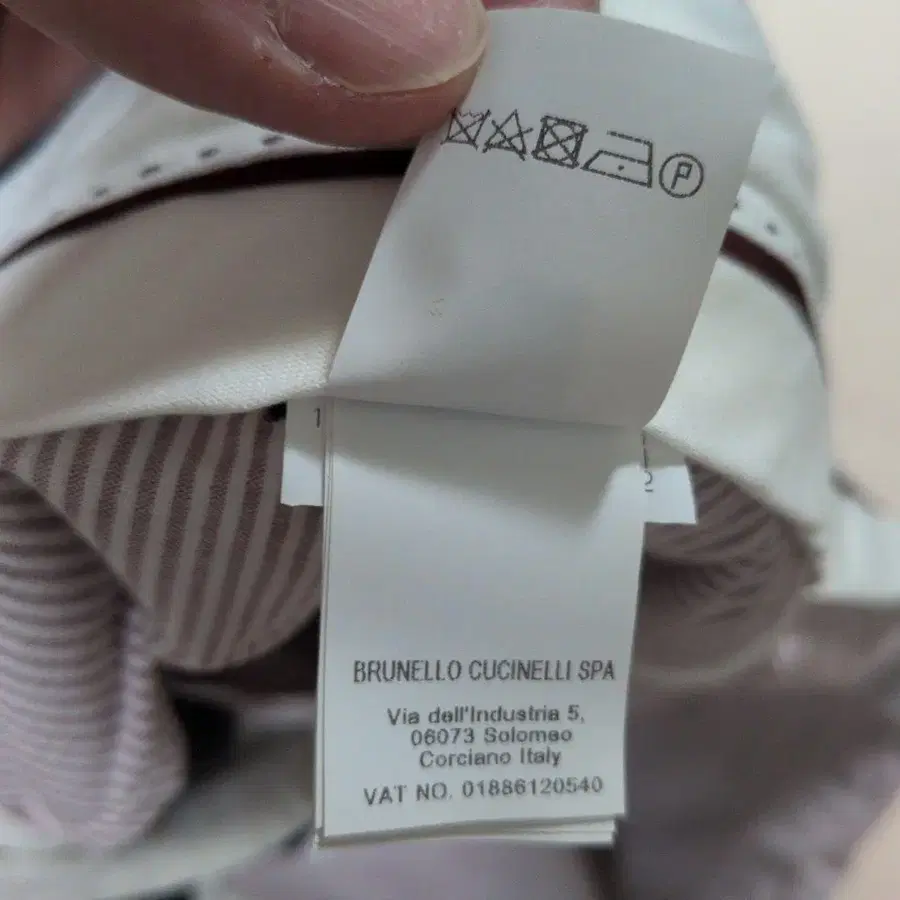 P
1
2
BRUNELLO CUCINELLI SPA
Via dell'Industria 5,
06073 Solomeo
Corciano Italy
VAT NO. 01886120540